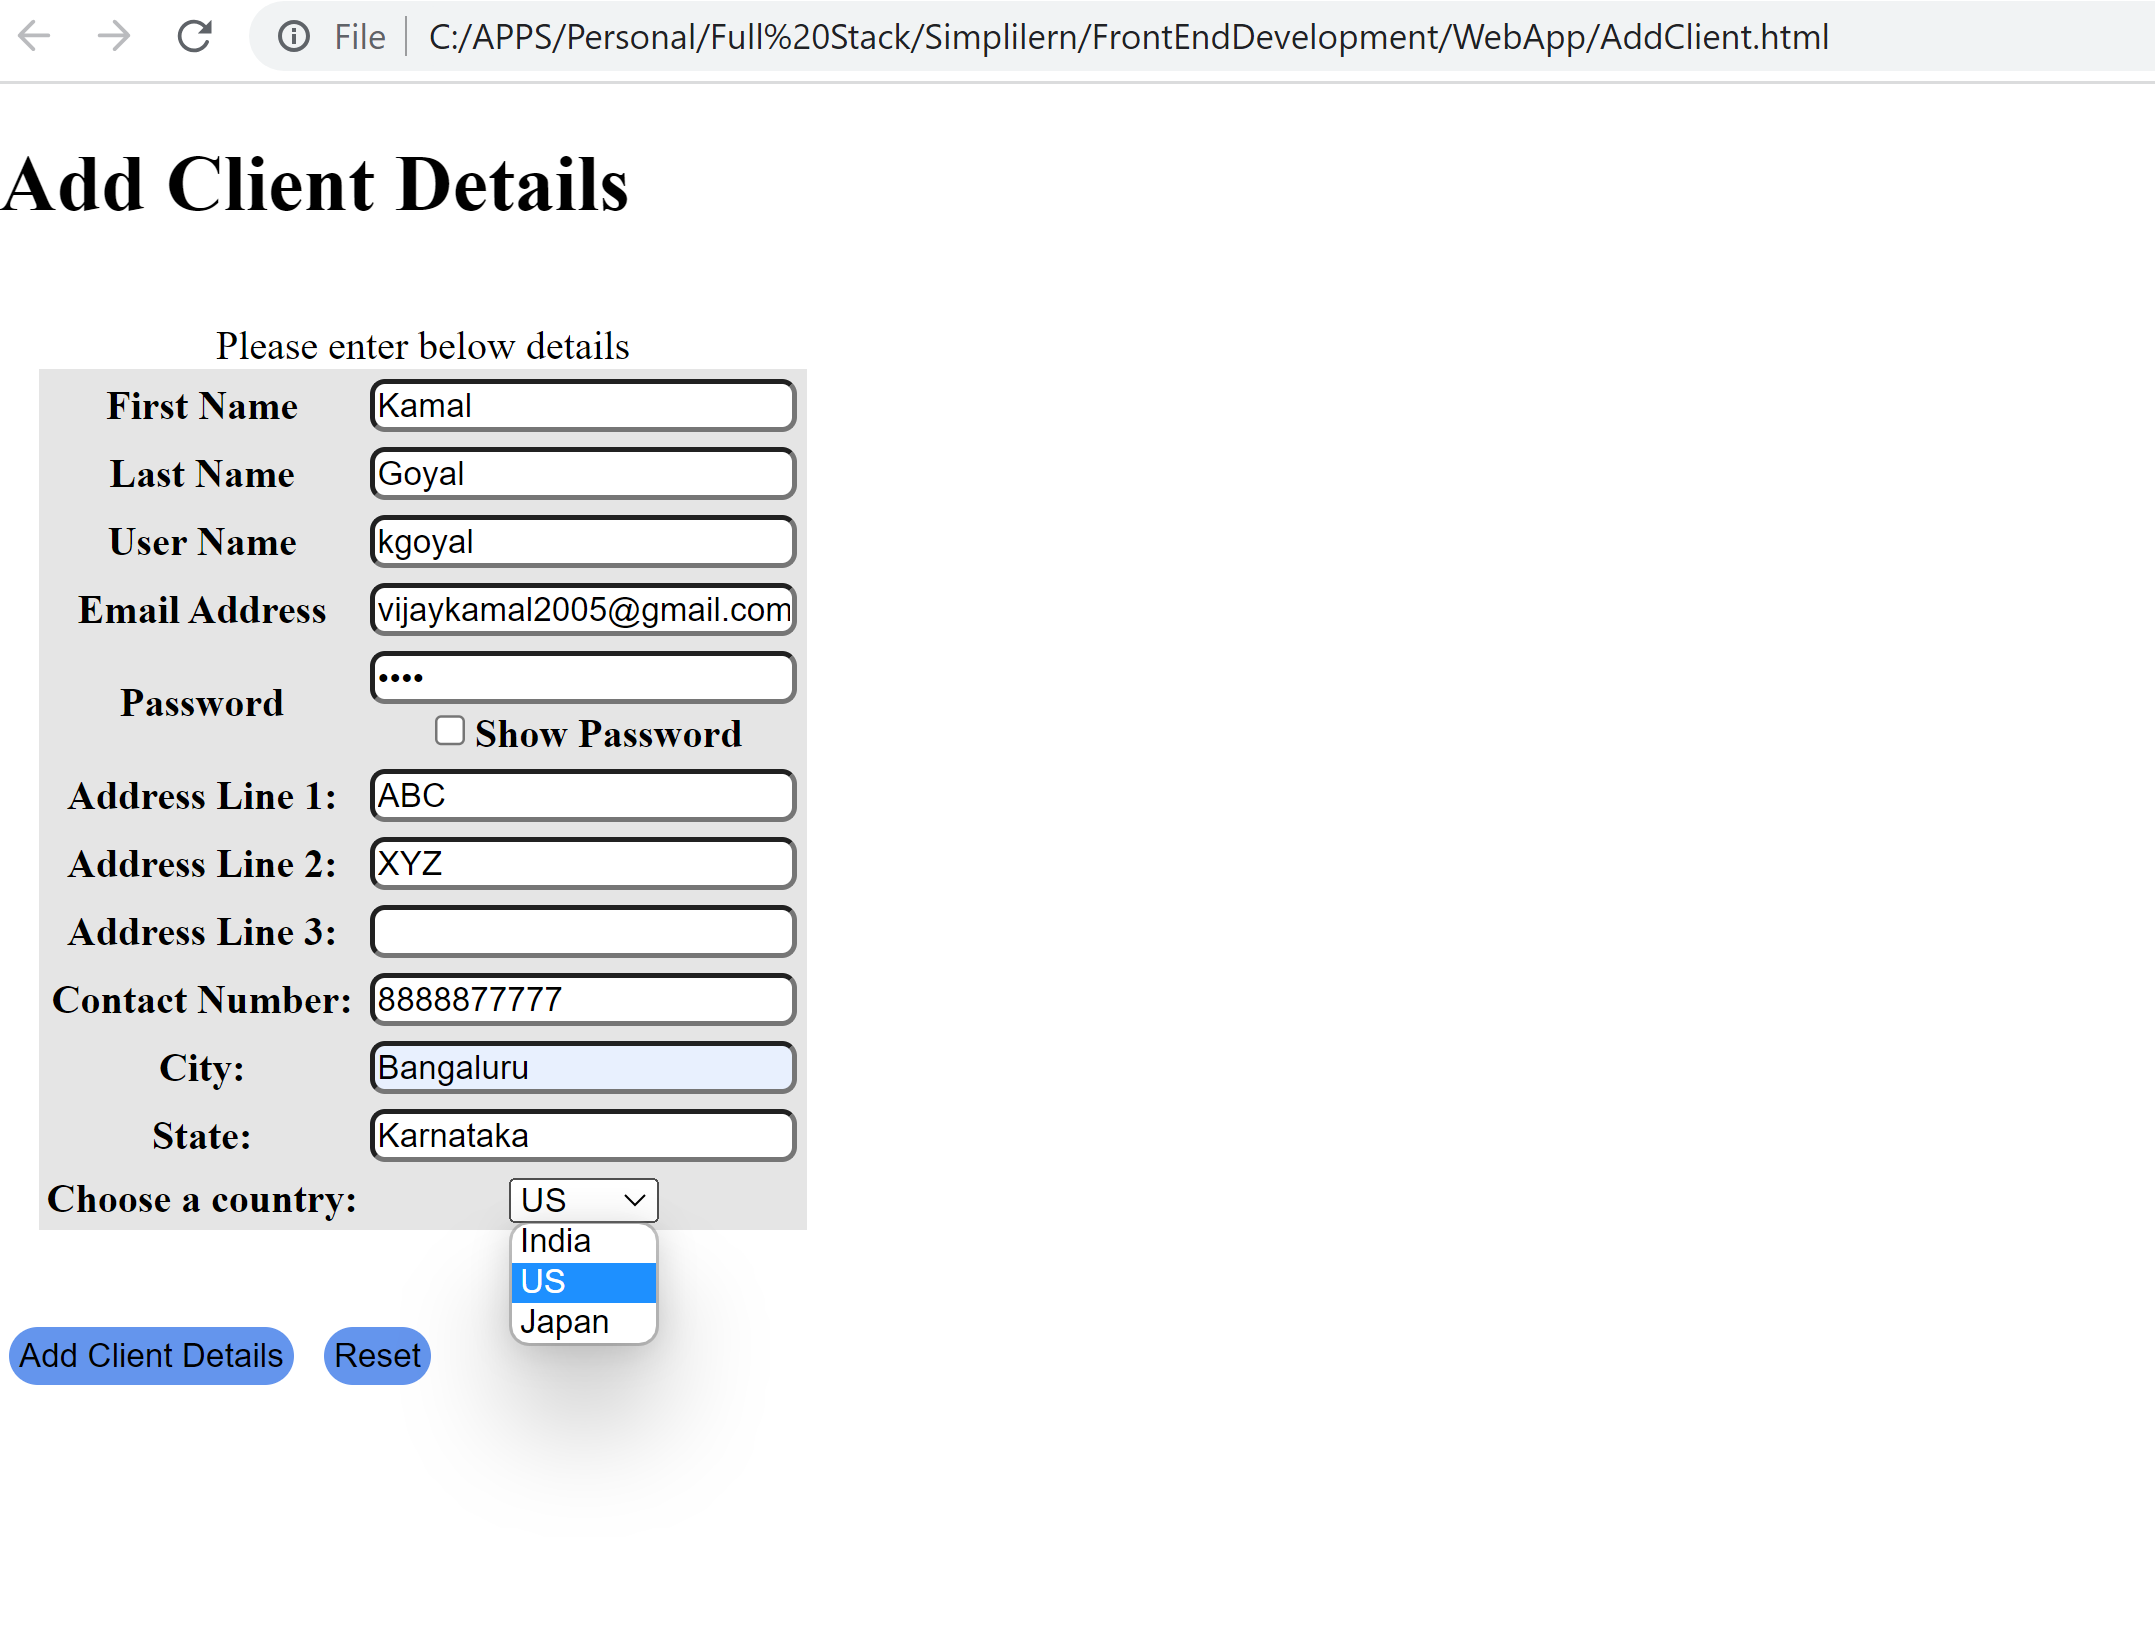 File C:/APPS/Personal/Full%20Stack/Simplilern/FrontEndDevelopment/WebApp/AddClient.html
Add Client Details
Please enter below details
First Name Kamal
Last Name Goyal
User Name kgoyal
Email Address vijaykamal2005@gmail.com
Password ••••
Show Password
Address Line 1: ABC
Address Line 2: XYZ
Address Line 3:
Contact Number: 8888877777
City: Bangaluru
State: Karnataka
Choose a country: US
India
US
Japan
Add Client Details Reset